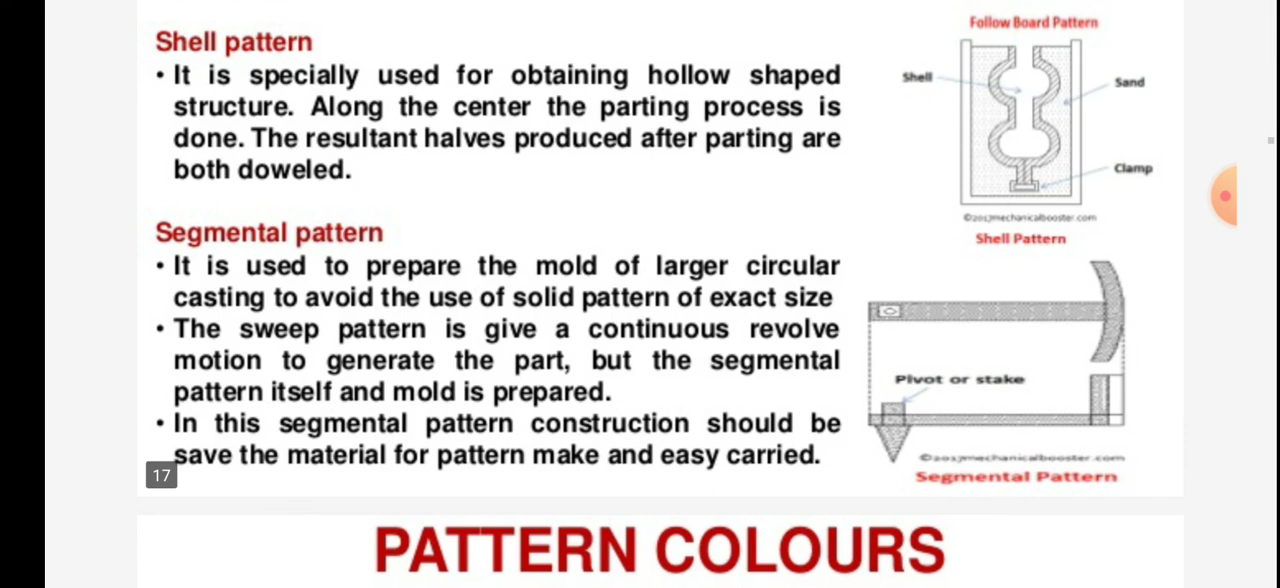 Follow Board Pattern
Shell pattern
• It is specially used for obtaining hollow shaped
structure. Along the center the parting process is
done. The resultant halves produced after parting are
both doweled.
Shell
Sand
Clamp
©2017mechanicalbooster.com
Shell Pattern
Segmental pattern
• It is used to prepare the mold of larger circular
casting to avoid the use of solid pattern of exact size
• The sweep pattern is give a continuous revolve
motion to generate the part, but the segmental
pattern itself and mold is prepared.
• In this segmental pattern construction should be
save the material for pattern make and easy carried.
Pivot or stake
©2017mechanicalbooster.com
Segmental Pattern
17
PATTERN COLOURS